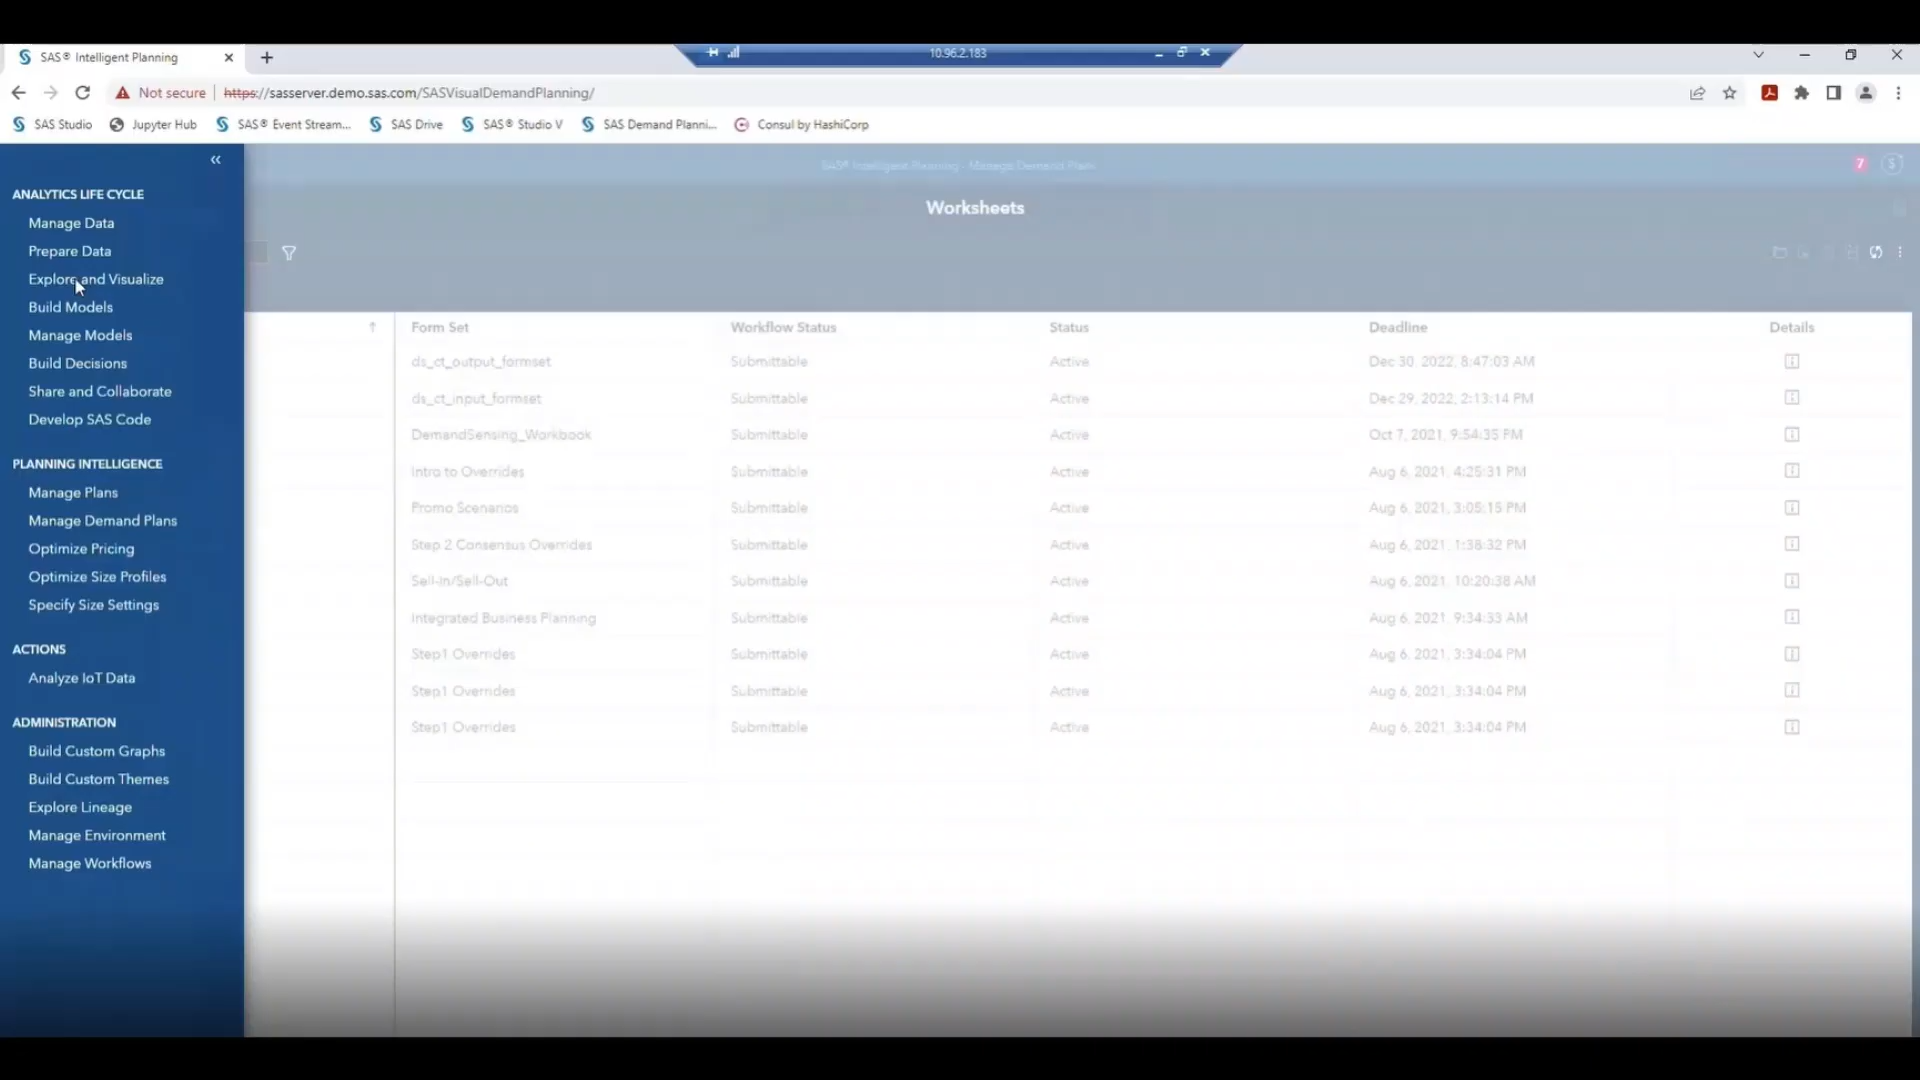 SAS® Intelligent Planning
10.96.2.183
Not secure | https://sasserver.demo.sas.com/SASVisualDemandPlanning/
SAS Studio Jupyter Hub SAS® Event Stream... SAS Drive SAS® Studio V SAS Demand Planni... Consul by HashiCorp
SAS® Intelligent Planning - Manage Demand Plans
7
S
Worksheets
ANALYTICS LIFE CYCLE
Manage Data
Prepare Data
Explore and Visualize
Build Models
Manage Models
Build Decisions
Share and Collaborate
Develop SAS Code
PLANNING INTELLIGENCE
Manage Plans
Manage Demand Plans
Optimize Pricing
Optimize Size Profiles
Specify Size Settings
ACTIONS
Analyze IoT Data
ADMINISTRATION
Build Custom Graphs
Build Custom Themes
Explore Lineage
Manage Environment
Manage Workflows
Form Set Workflow Status Status Deadline Details
ds_ct_output_formset Submittable Active Dec 30, 2022, 8:47:03 AM
ds_ct_input_formset Submittable Active Dec 29, 2022, 2:13:14 PM
DemandSensing_Workbook Submittable Active Oct 7, 2021, 9:54:35 PM
Intro to Overrides Submittable Active Aug 6, 2021, 4:25:31 PM
Promo Scenarios Submittable Active Aug 6, 2021, 3:05:15 PM
Step 2 Consensus Overrides Submittable Active Aug 6, 2021, 1:38:32 PM
Sell-In/Sell-Out Submittable Active Aug 6, 2021, 10:20:38 AM
Integrated Business Planning Submittable Active Aug 6, 2021, 9:34:33 AM
Step1 Overrides Submittable Active Aug 6, 2021, 3:34:04 PM
Step1 Overrides Submittable Active Aug 6, 2021, 3:34:04 PM
Step1 Overrides Submittable Active Aug 6, 2021, 3:34:04 PM